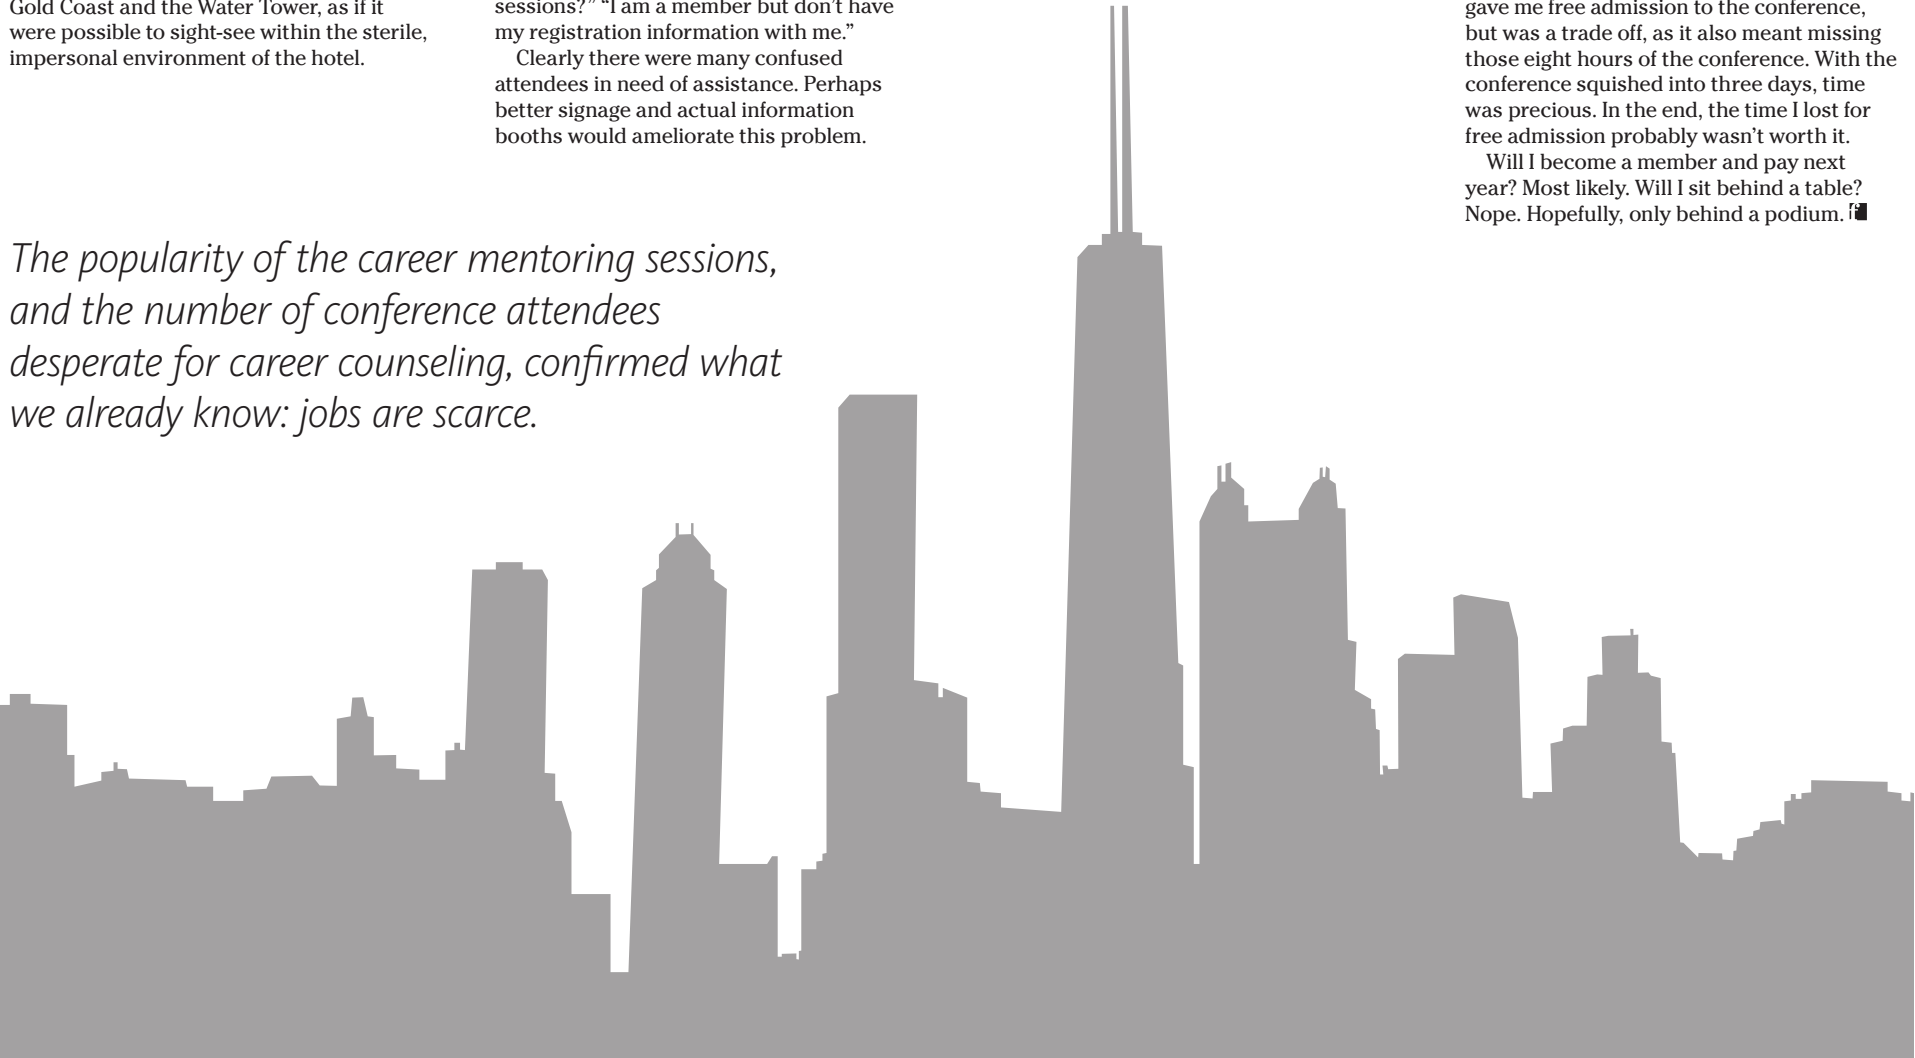 Gold Coast and the Water Tower, as if it
were possible to sight-see within the sterile,
impersonal environment of the hotel.
sessions?” “I am a member but don’t have
my registration information with me.”
Clearly there were many confused
attendees in need of assistance. Perhaps
better signage and actual information
booths would ameliorate this problem.
gave me free admission to the conference,
but was a trade off, as it also meant missing
those eight hours of the conference. With the
conference squished into three days, time
was precious. In the end, the time I lost for
free admission probably wasn’t worth it.
Will I become a member and pay next
year? Most likely. Will I sit behind a table?
Nope. Hopefully, only behind a podium.
The popularity of the career mentoring sessions,
and the number of conference attendees
desperate for career counseling, confirmed what
we already know: jobs are scarce.